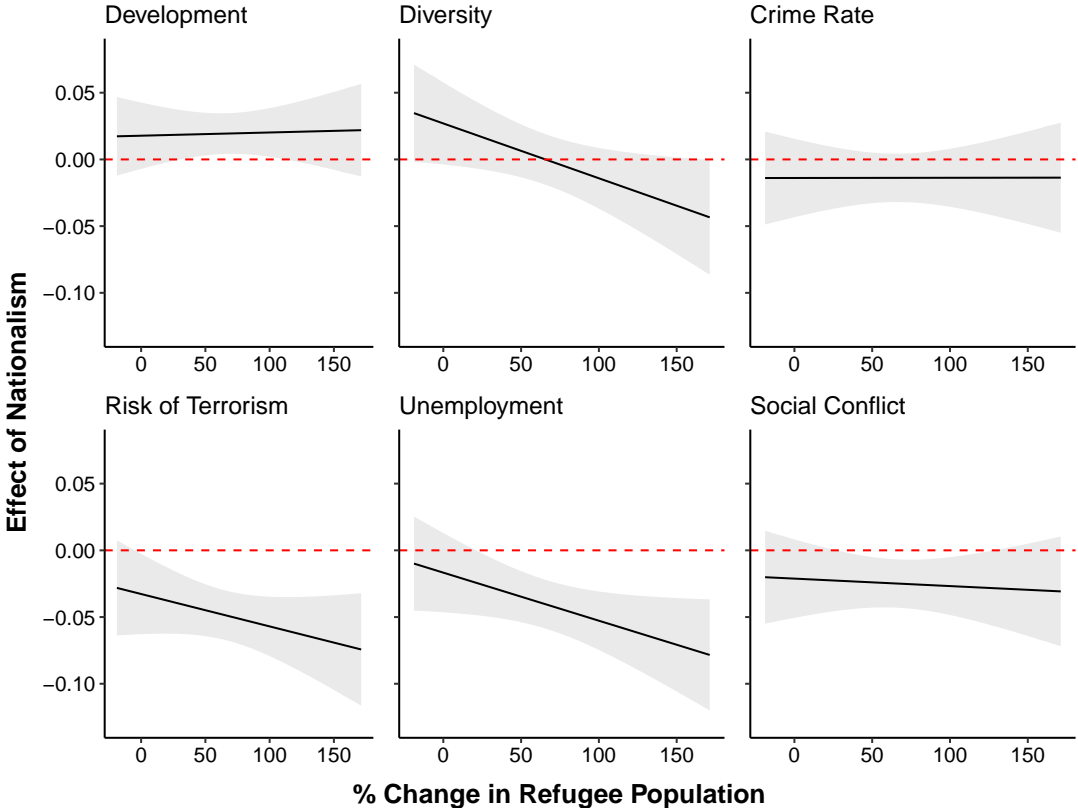 Development
Diversity
Crime Rate
0.05
0.00
−0.05
−0.10
0 50 100 150
0 50 100 150
0 50 100 150
Risk of Terrorism
Unemployment
Social Conflict
0.05
0.00
−0.05
−0.10
0 50 100 150
0 50 100 150
0 50 100 150
Effect of Nationalism
% Change in Refugee Population